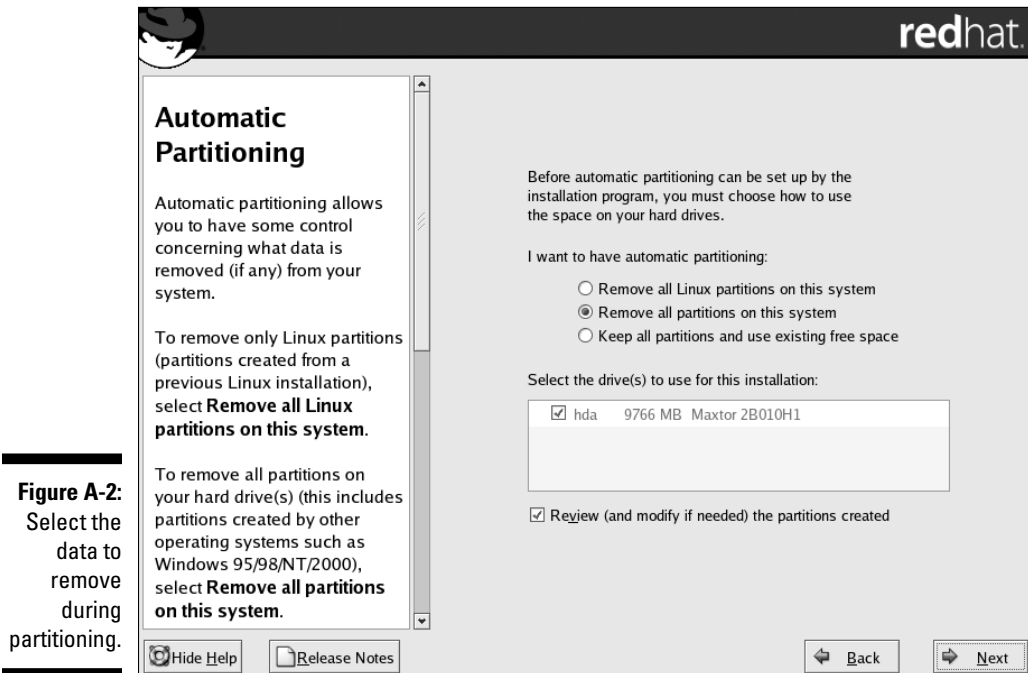 redhat.
Automatic
Partitioning
Automatic partitioning allows
you to have some control
concerning what data is
removed (if any) from your
system.
To remove only Linux partitions
(partitions created from a
previous Linux installation),
select Remove all Linux
partitions on this system.
To remove all partitions on
your hard drive(s) (this includes
partitions created by other
operating systems such as
Windows 95/98/NT/2000),
select Remove all partitions
on this system.
Before automatic partitioning can be set up by the
installation program, you must choose how to use
the space on your hard drives.
I want to have automatic partitioning:
Remove all Linux partitions on this system
Remove all partitions on this system
Keep all partitions and use existing free space
Select the drive(s) to use for this installation:
hda 9766 MB Maxtor 2B010H1
Review (and modify if needed) the partitions created
Hide Help
Release Notes
Back
Next
Figure A-2:
Select the
data to
remove
during
partitioning.